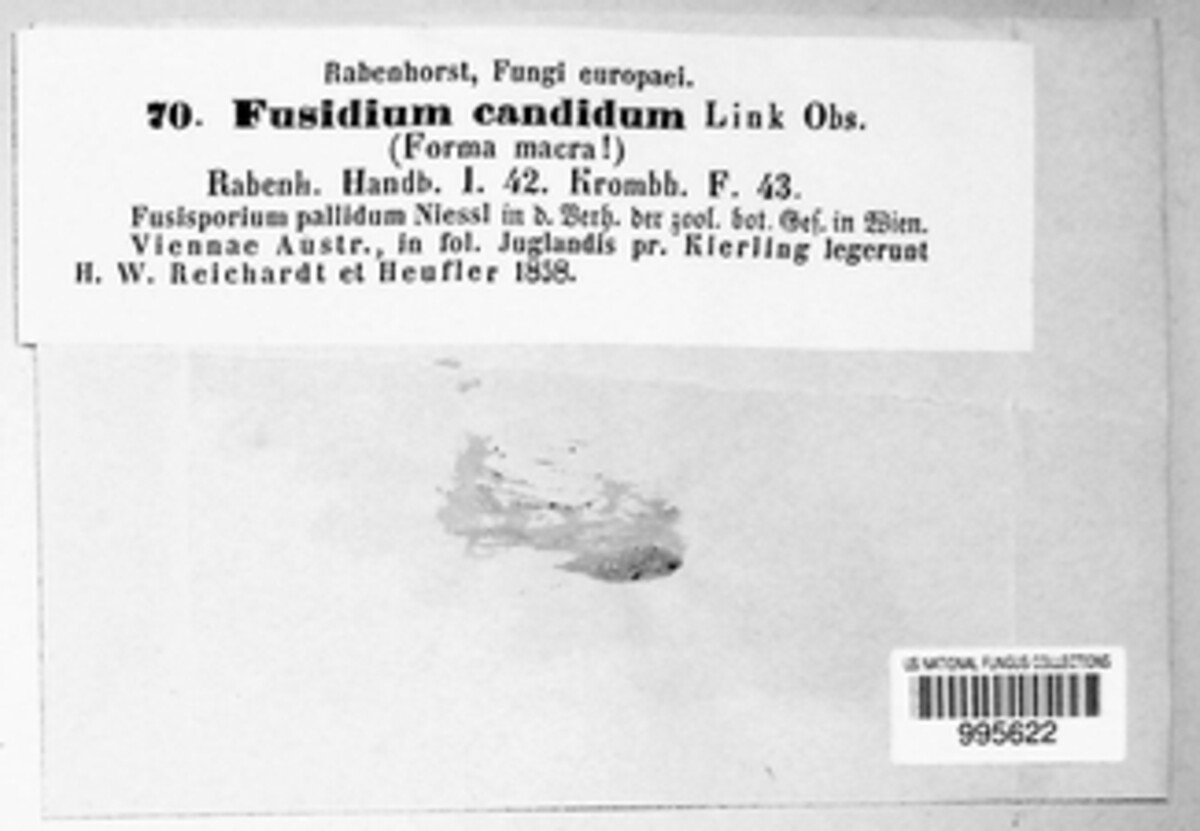 Rabenhorst, Fungi europaei.
70. Fusidium candidum Link Obs.
(Forma macra!)
Rabenh. Handb. I. 42. Krombh. F. 43.
Fusisporium pallidum Niessl in d. Verh. der zool. bot. Ges. in Wien.
Viennae Austr., in fol. Juglandis pr. Kierling legerunt
H. W. Reichardt et Heufler 1858.
US NATIONAL FUNGUS COLLECTIONS
995622